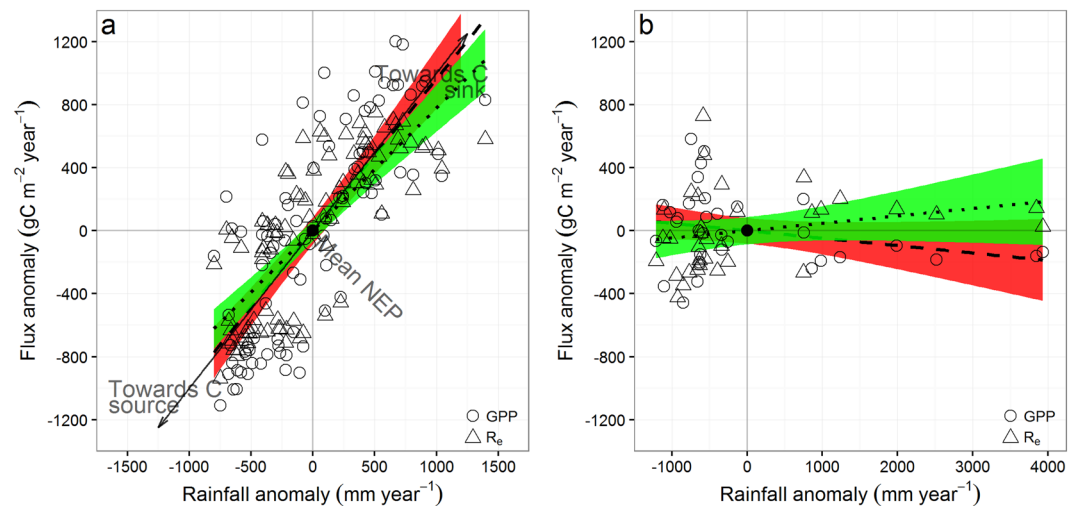 a
Flux anomaly (gC m−2 year−1)
1200
800
400
0
-400
-800
-1200
Towards C
sink
Mean NEP
Towards C
source
GPP
Re
-1500
-1000
-500
0
500
1000
1500
Rainfall anomaly (mm year−1)
b
Flux anomaly (gC m−2 year−1)
1200
800
400
0
-400
-800
-1200
GPP
Re
-1000
0
1000
2000
3000
4000
Rainfall anomaly (mm year−1)